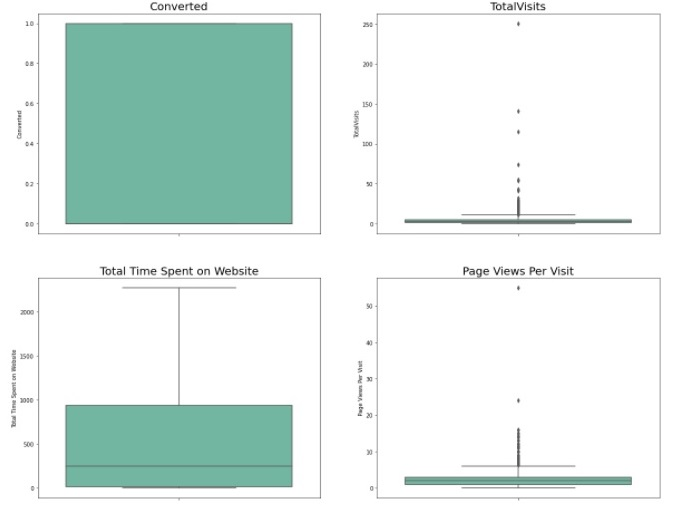 Converted
1.0
0.8
0.6
0.4
0.2
0.0
Converted
TotalVisits
250
200
150
100
50
0
TotalVisits
Total Time Spent on Website
2000
1500
1000
500
0
Total Time Spent on Website
Page Views Per Visit
50
40
30
20
10
0
Page Views Per Visit